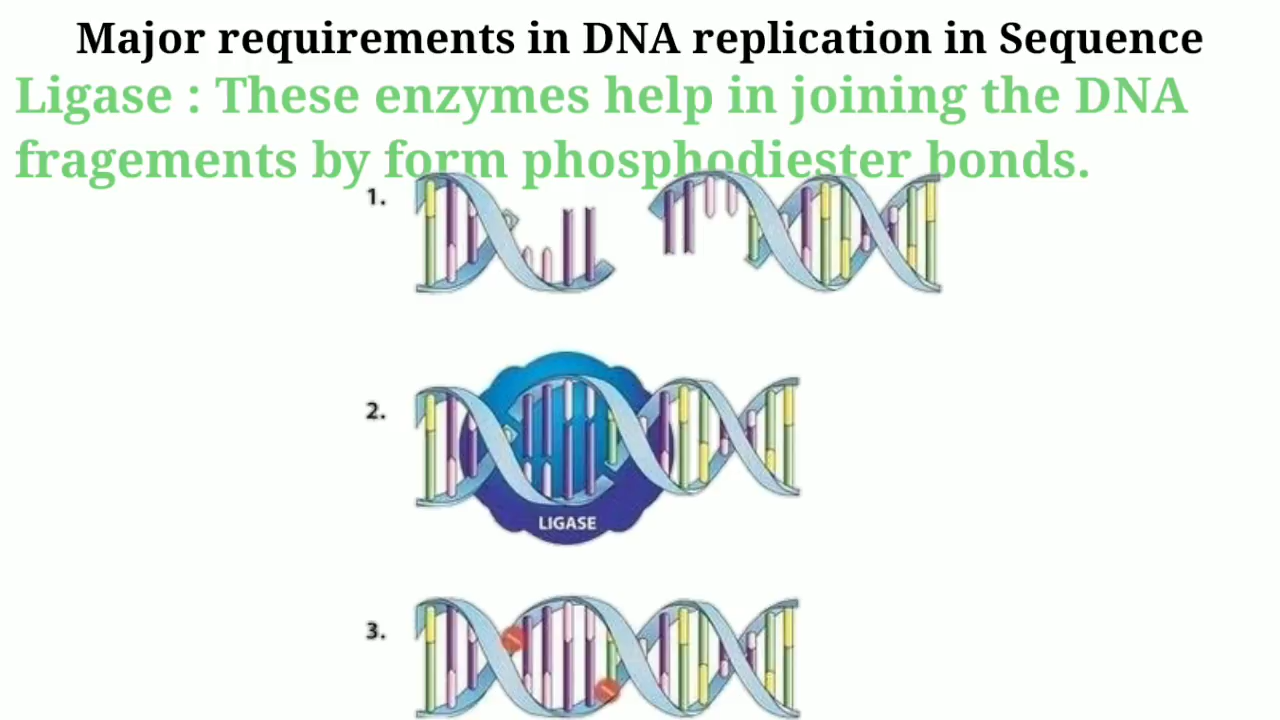 Major requirements in DNA replication in Sequence
Ligase : These enzymes help in joining the DNA
fragements by form phosphodiester bonds.
1.
2.
LIGASE
3.